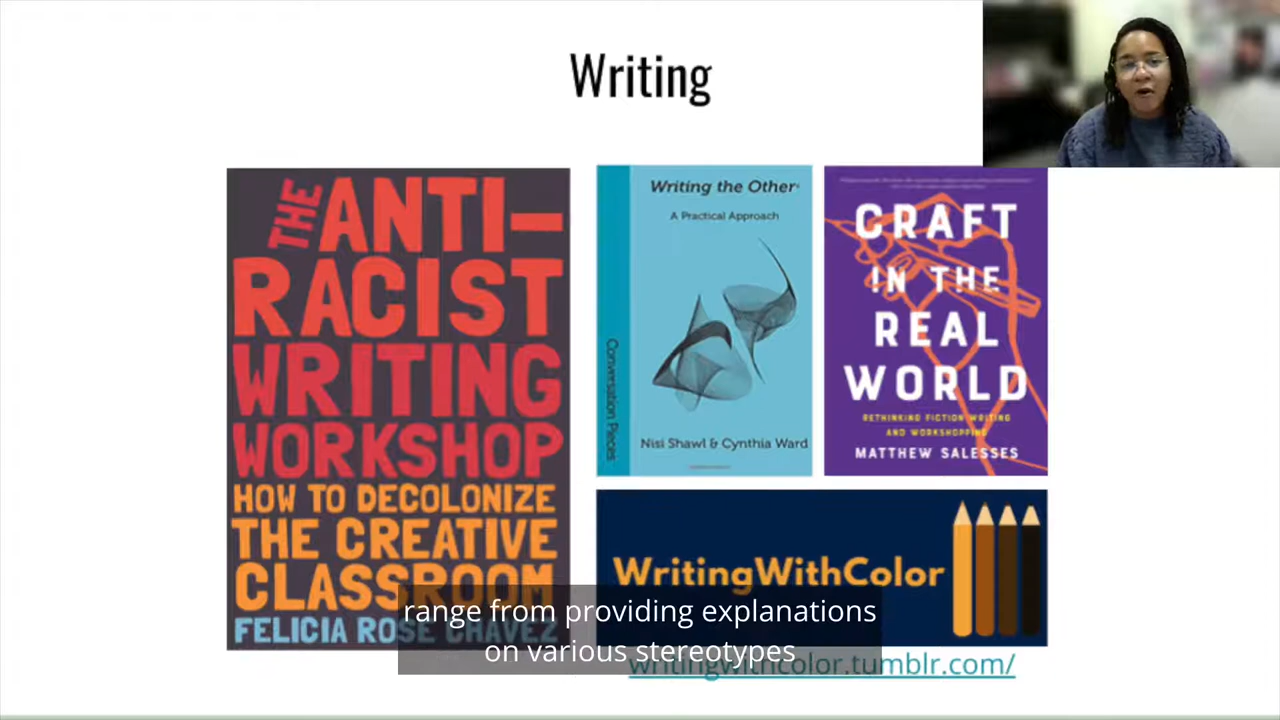 Writing
THE
ANTI-
RACIST
WRITING
WORKSHOP
HOW TO DECOLONIZE
THE CREATIVE
CLASSROOM
FELICIA ROSE CHAVEZ
Writing the Other
A Practical Approach
Conversation Pieces
Nisi Shawl & Cynthia Ward
CRAFT
IN THE
REAL
WORLD
RETHINKING FICTION WRITING
AND WORKSHOPPING
MATTHEW SALESSES
WritingWithColor
writingwithcolor.tumblr.com/
range from providing explanations
on various stereotypes